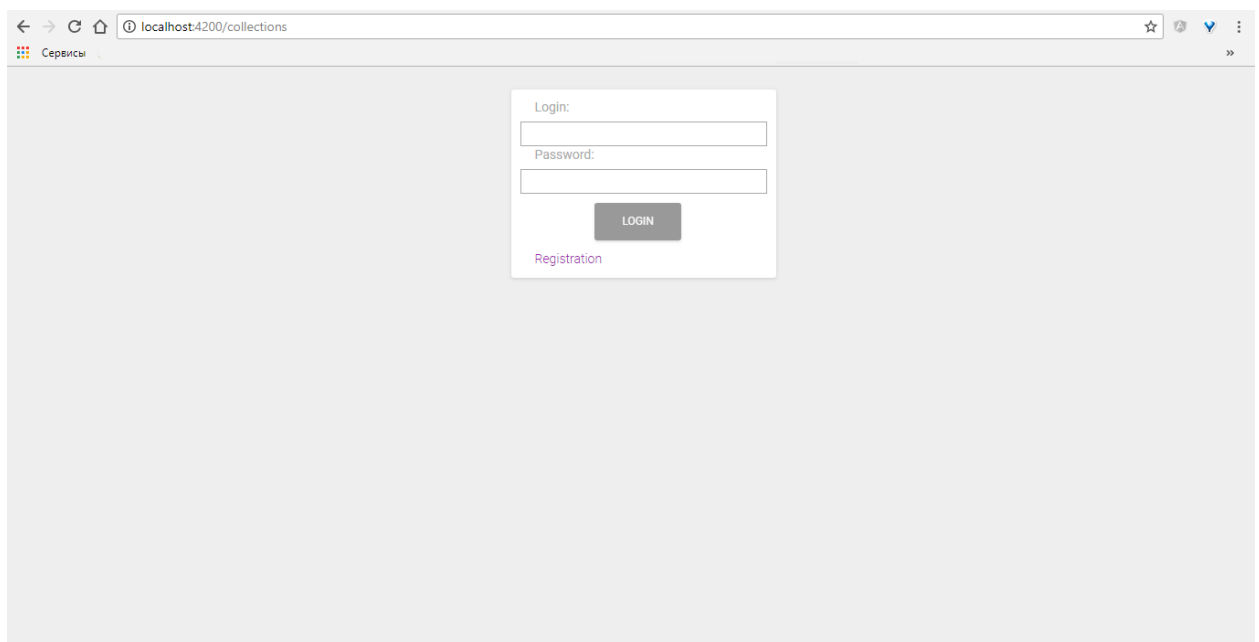 localhost:4200/collections
Сервисы
Login:
Password:
LOGIN
Registration